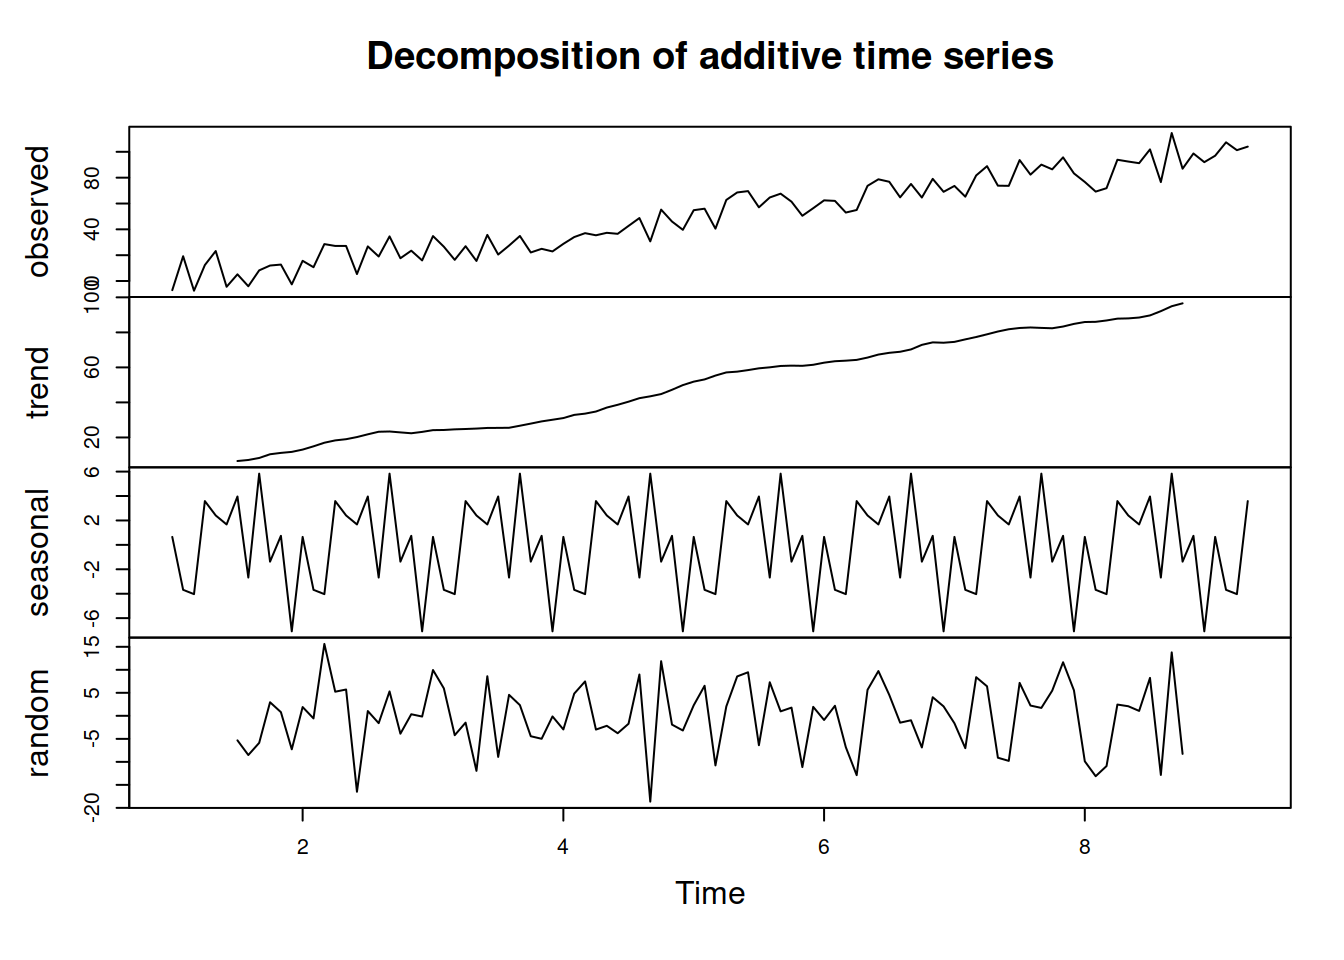 Decomposition of additive time series
observed
0 40 80
trend
20 60 100
seasonal
-6 -2 2 6
random
-20 -5 5 15
2 4 6 8
Time